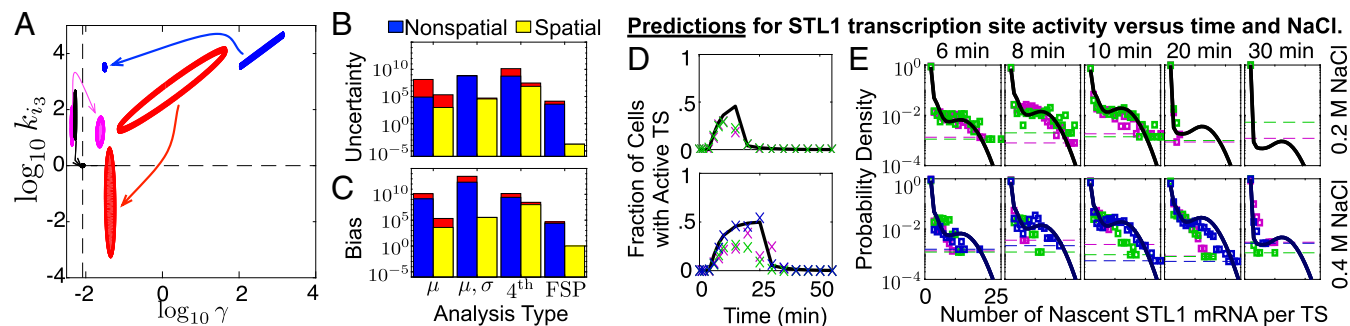 Predictions for STL1 transcription site activity versus time and NaCl.
A
4
2
0
-2
-4
-2
0
2
4
log10 γ
log10 ki3
B
Nonspatial
Spatial
10^10
10^5
10^0
10^-5
Uncertainty
C
10^10
10^5
10^0
10^-5
Bias
μ
μ, σ
4th
FSP
Analysis Type
D
1
.5
0
1
.5
0
0
25
50
Fraction of Cells
with Active TS
Time (min)
E
6 min
8 min
10 min
20 min
30 min
10^0
10^-2
10^-4
10^0
10^-2
10^-4
Probability Density
0.2 M NaCl
0.4 M NaCl
0
25
Number of Nascent STL1 mRNA per TS